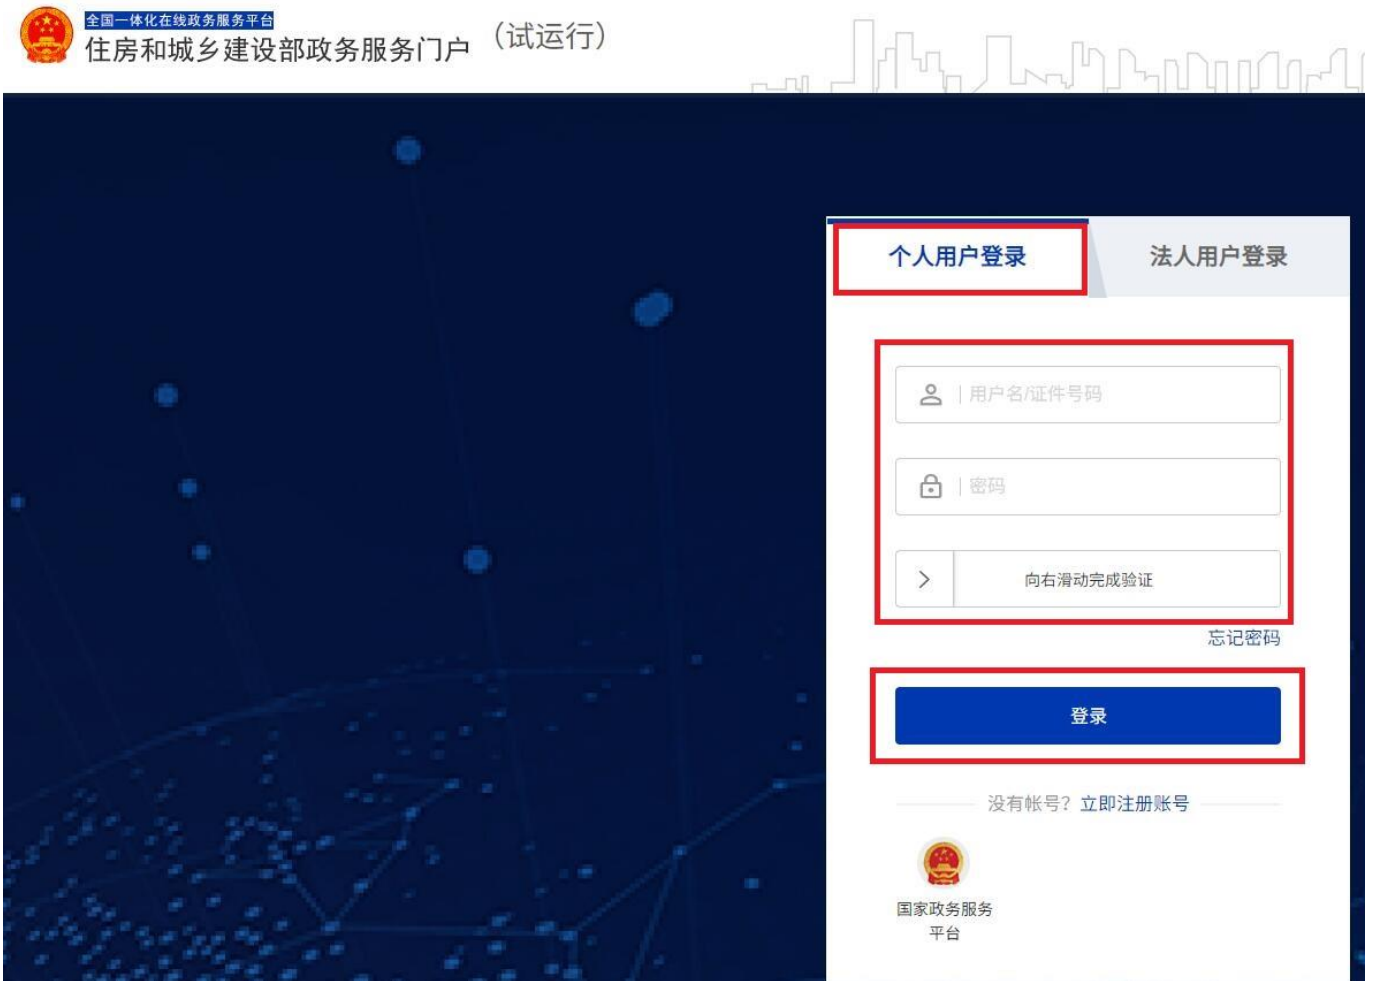 全国一体化在线政务服务平台
住房和城乡建设部政务服务门户 （试运行）
个人用户登录 法人用户登录
用户名/证件号码
密码
向右滑动完成验证
忘记密码
登录
没有帐号？立即注册账号
国家政务服务
平台